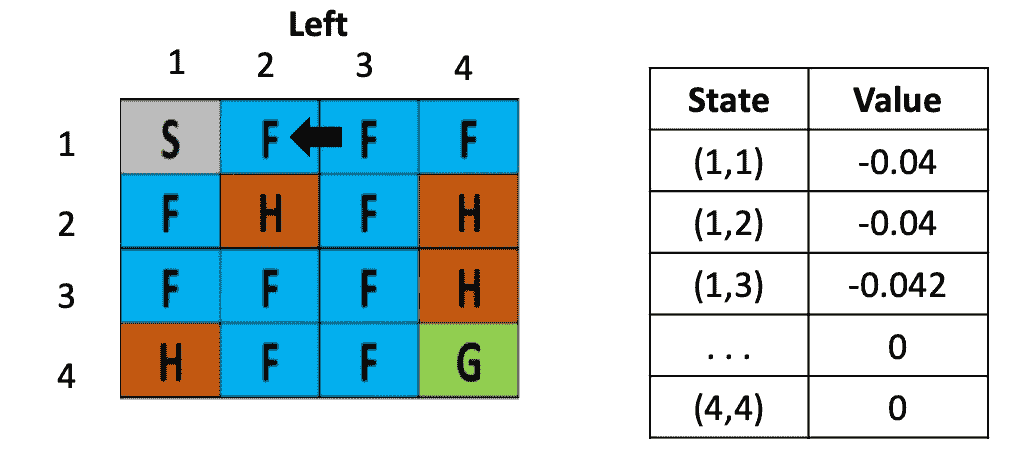 Left
1 2 3 4
1 S F F F
2 F H F H
3 F F F H
4 H F F G
State Value
(1,1) -0.04
(1,2) -0.04
(1,3) -0.042
. . . 0
(4,4) 0